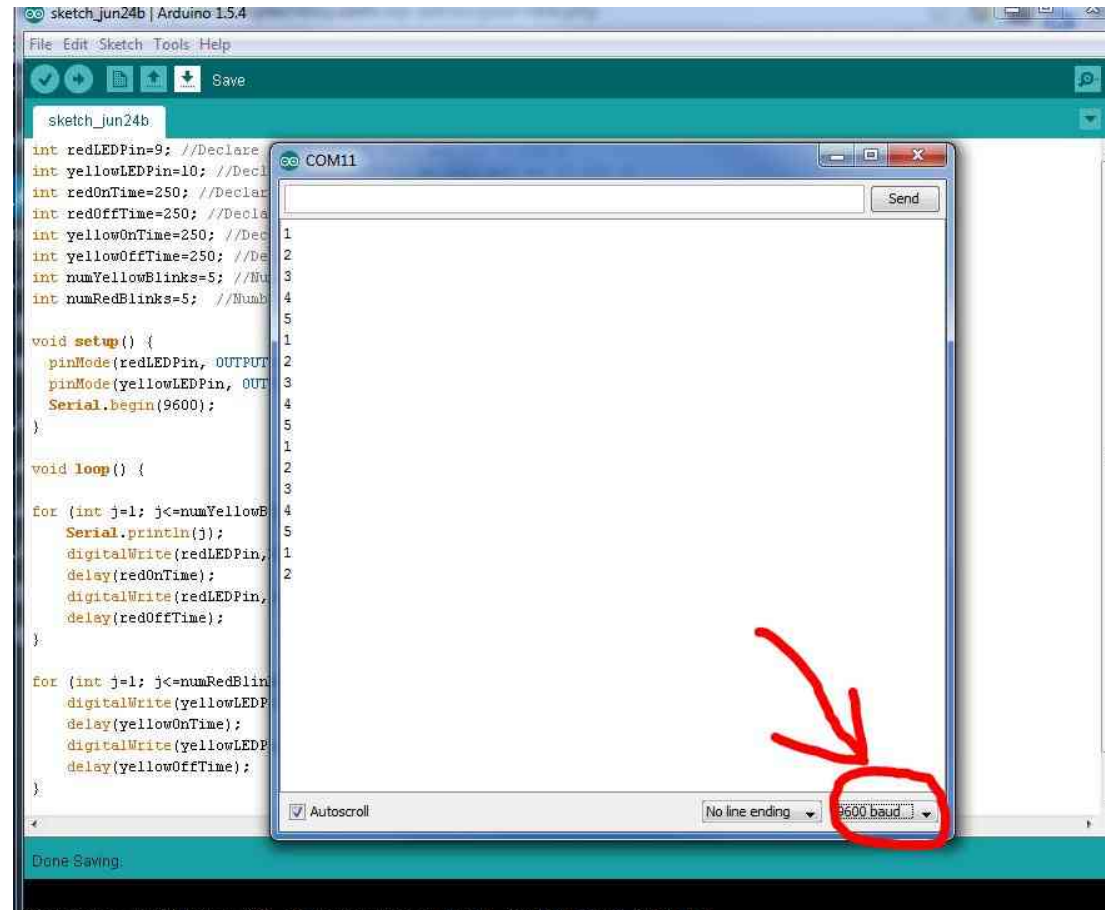 sketch_jun24b | Arduino 1.5.4
File Edit Sketch Tools Help
Save
sketch_jun24b
int redLEDPin=9; //Declare
int yellowLEDPin=10; //Decl
int redOnTime=250; //Declar
int redOffTime=250; //Decla
int yellowOnTime=250; //Dec
int yellowOffTime=250; //De
int numYellowBlinks=5; //Nu
int numRedBlinks=5; //Numb
void setup() {
pinMode(redLEDPin, OUTPUT
pinMode(yellowLEDPin, OUT
Serial.begin(9600);
}
void loop() {
for (int j=1; j<=numYellowB
Serial.println(j);
digitalWrite(redLEDPin,
delay(redOnTime);
digitalWrite(redLEDPin,
delay(redOffTime);
}
for (int j=1; j<=numRedBlin
digitalWrite(yellowLEDP
delay(yellowOnTime);
digitalWrite(yellowLEDP
delay(yellowOffTime);
}
Done Saving.
COM11
Send
1
2
3
4
5
1
2
3
4
5
1
2
3
4
5
1
2
Autoscroll
No line ending
9600 baud